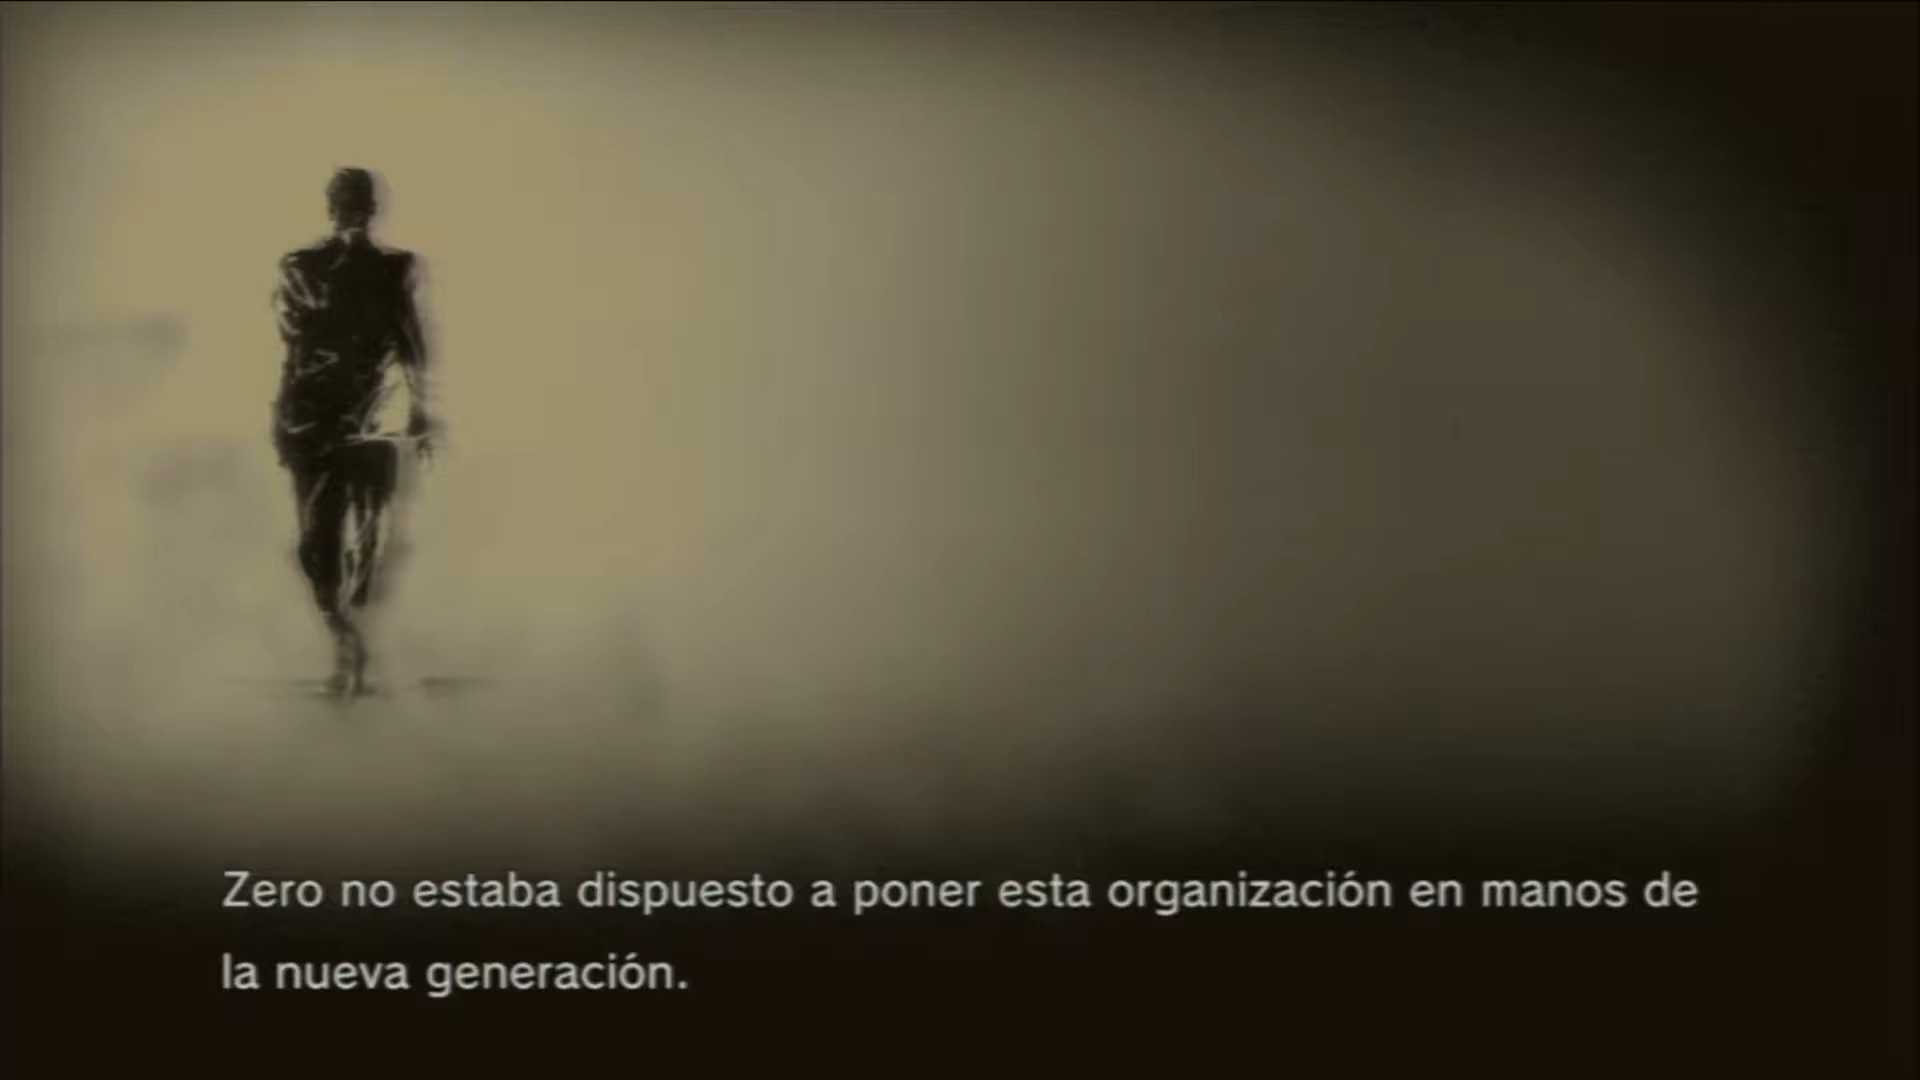 Zero no estaba dispuesto a poner esta organización en manos de
la nueva generación.